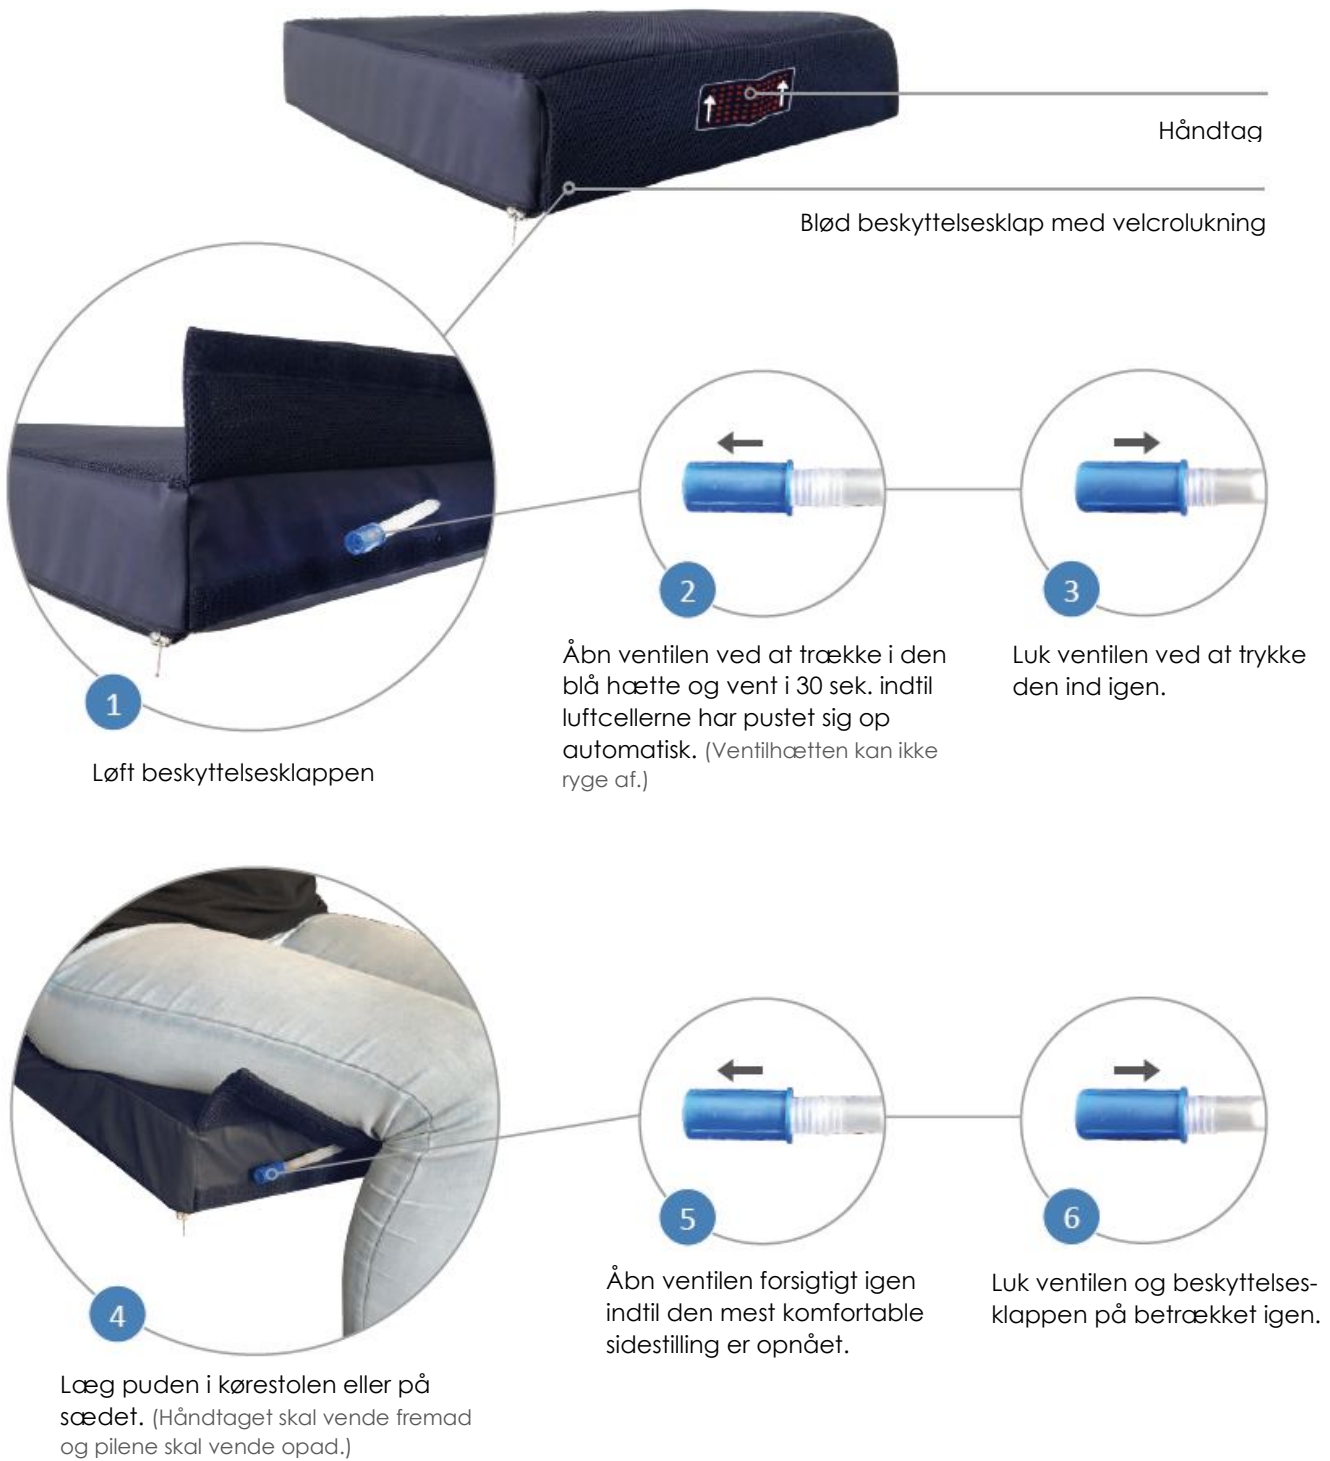 Håndtag
Blød beskyttelsesklap med velcrolukning
1
Løft beskyttelsesklappen
2
Åbn ventilen ved at trække i den
blå hætte og vent i 30 sek. indtil
luftcellerne har pustet sig op
automatisk. (Ventilhætten kan ikke
ryge af.)
3
Luk ventilen ved at trykke
den ind igen.
4
Læg puden i kørestolen eller på
sædet. (Håndtaget skal vende fremad
og pilene skal vende opad.)
5
Åbn ventilen forsigtigt igen
indtil den mest komfortable
sidestilling er opnået.
6
Luk ventilen og beskyttelses-
klappen på betrækket igen.